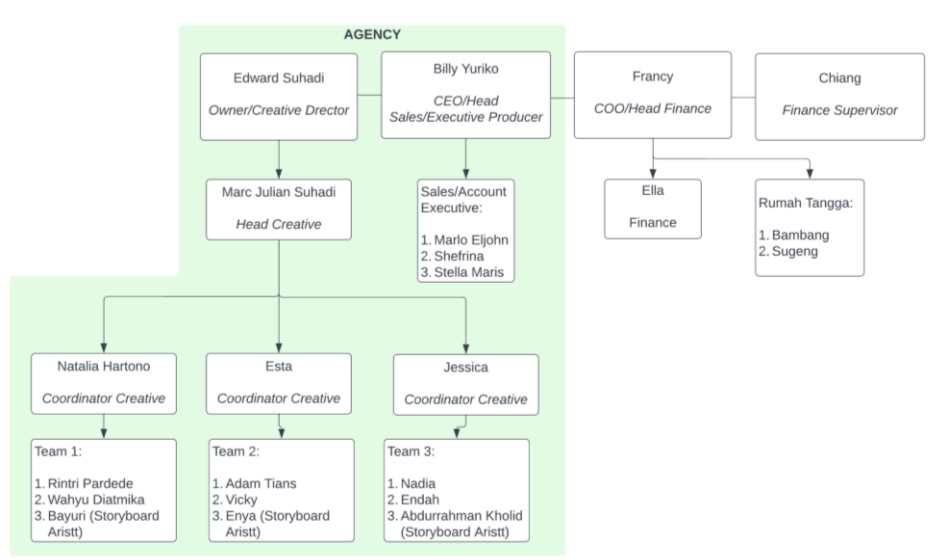 AGENCY
Edward Suhadi
Owner/Creative Drector
Billy Yuriko
CEO/Head
Sales/Executive Producer
Francy
COO/Head Finance
Chiang
Finance Supervisor
Marc Julian Suhadi
Head Creative
Sales/Account
Executive:
1. Marlo Eljohn
2. Shefrina
3. Stella Maris
Ella
Finance
Rumah Tangga:
1. Bambang
2. Sugeng
Natalia Hartono
Coordinator Creative
Esta
Coordinator Creative
Jessica
Coordinator Creative
Team 1:
1. Rintri Pardede
2. Wahyu Diatmika
3. Bayuri (Storyboard
Aristt)
Team 2:
1. Adam Tians
2. Vicky
3. Enya (Storyboard
Aristt)
Team 3:
1. Nadia
2. Endah
3. Abdurrahman Kholid
(Storyboard Aristt)